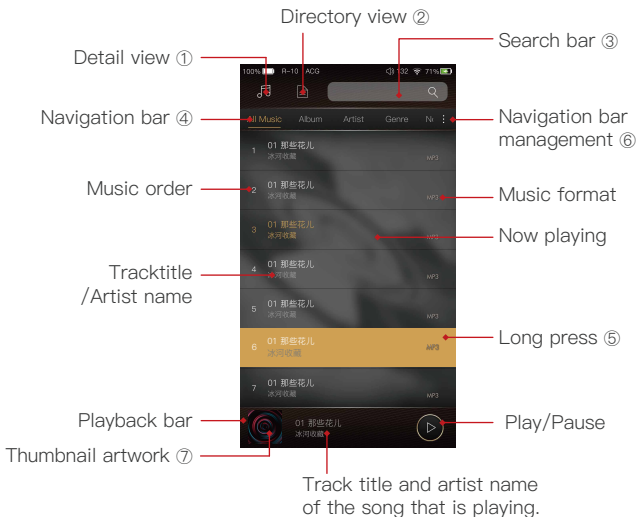 Directory view ②
Detail view ①
Search bar ③
100% R-10 ACG 132 71%
Navigation bar ④
All Music Album Artist Genre
Navigation bar
management ⑥
1 01 那些花儿
冰河收藏 MP3
Music order
2 01 那些花儿
冰河收藏 MP3
Music format
3 01 那些花儿
冰河收藏 MP3
Now playing
4 01 那些花儿
冰河收藏 MP3
Tracktitle
/Artist name
5 01 那些花儿
冰河收藏 MP3
6 01 那些花儿
冰河收藏 MP3
Long press ⑤
7 01 那些花儿
冰河收藏 MP3
Playback bar
01 那些花儿
冰河收藏
Play/Pause
Thumbnail artwork ⑦
Track title and artist name
of the song that is playing.